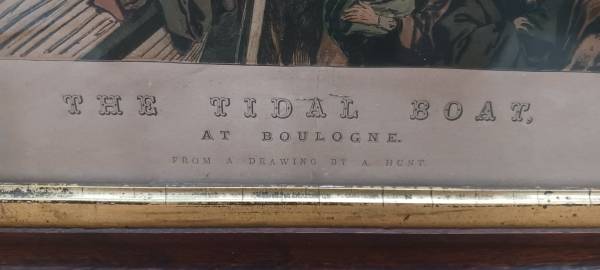 THE TIDAL BOAT,
AT BOULOGNE.
FROM A DRAWING BY A. HUNT.